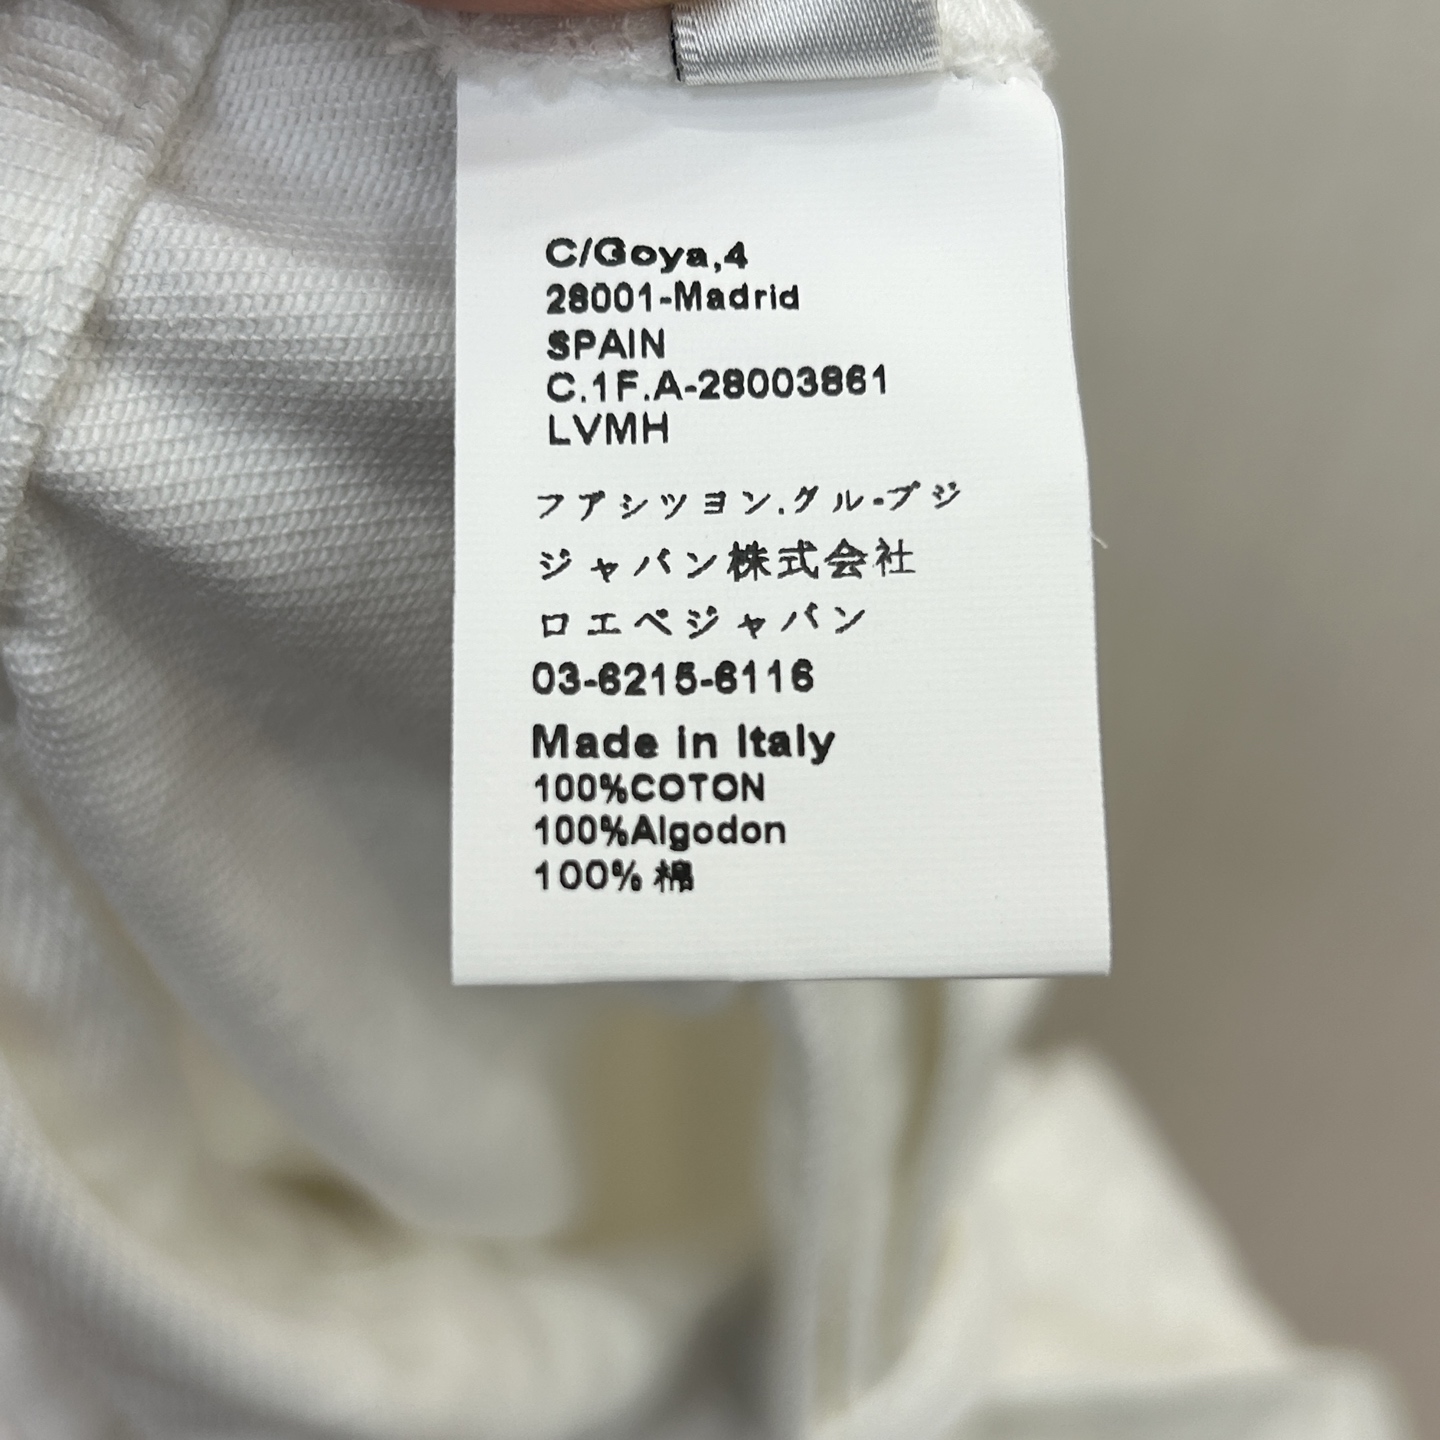 C/Goya,4
28001-Madrid
SPAIN
C.1F.A-28003861
LVMH
フアシツヨン.グル-プジ
ジャパン株式会社
ロエベジャパン
03-6215-6116
Made in Italy
100%COTON
100%Algodon
100% 棉